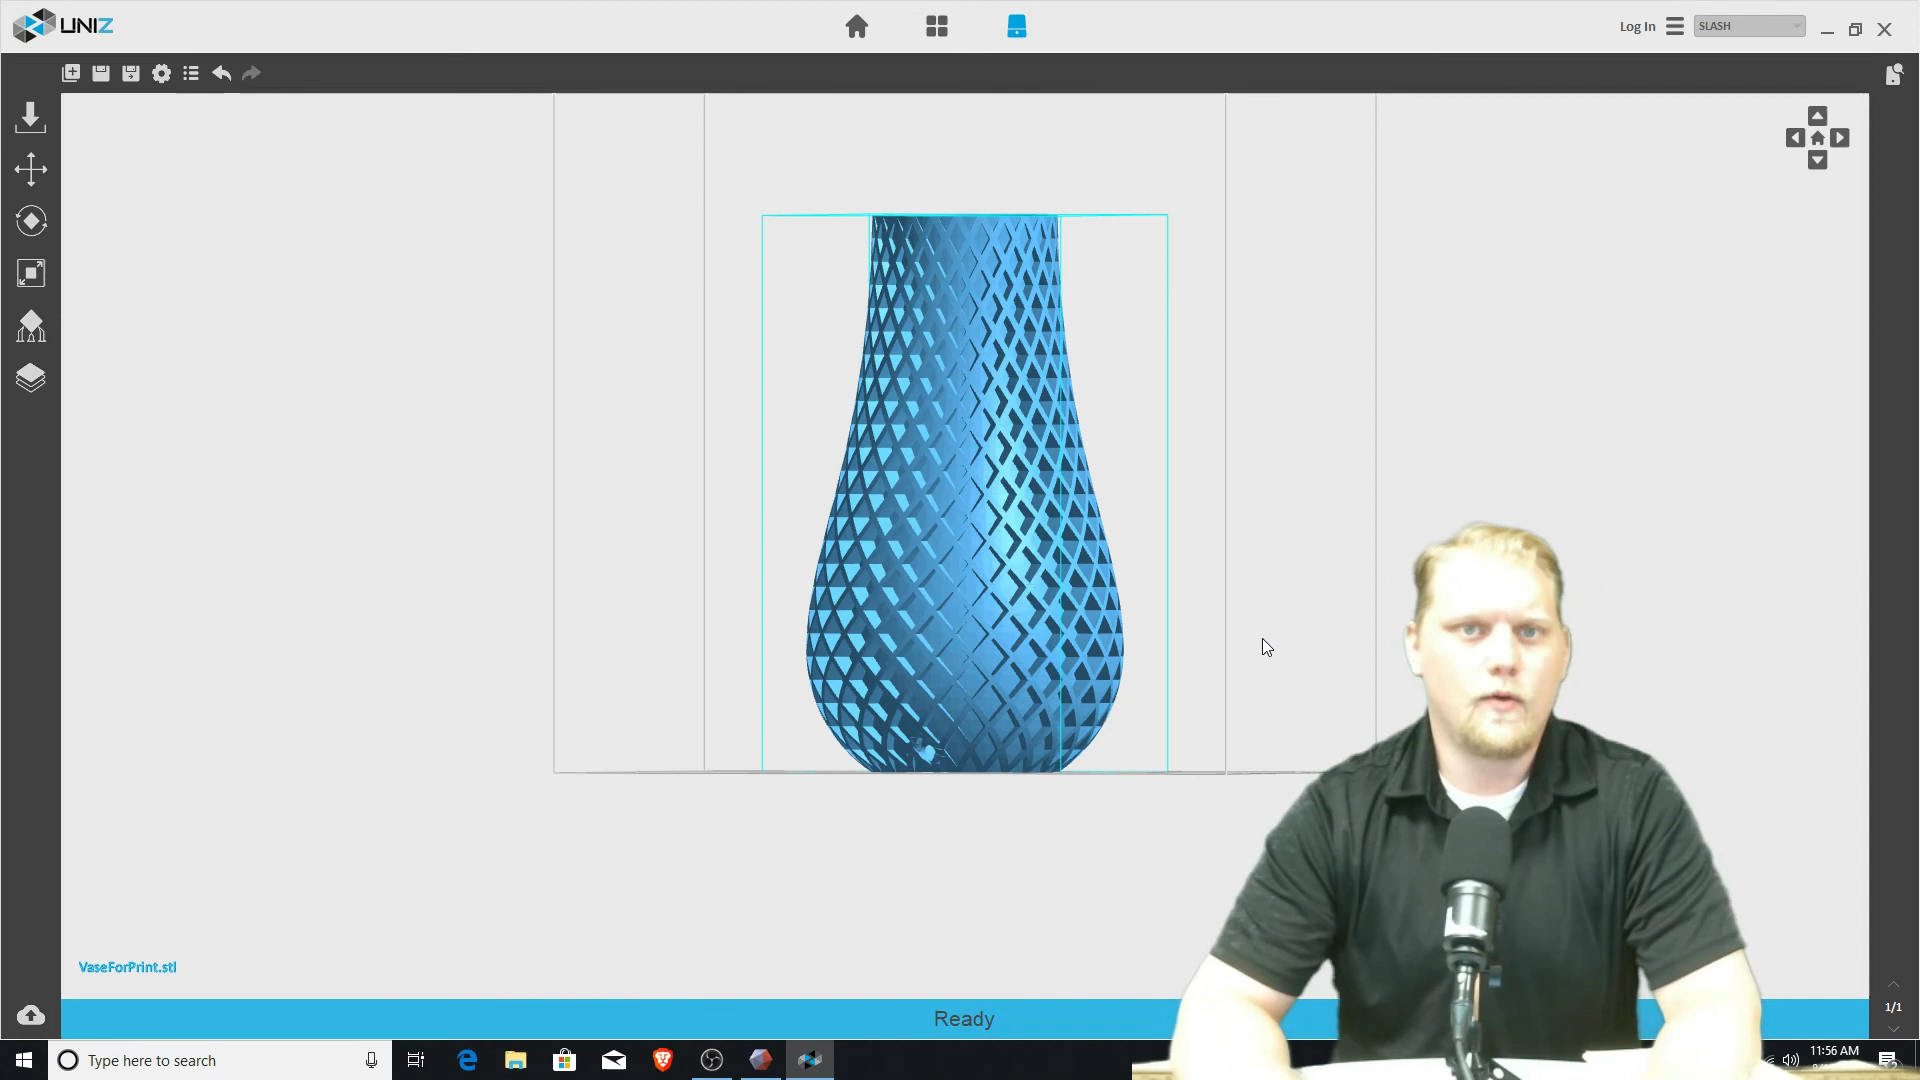 UNIZ
Log In
SLASH
VaseForPrint.stl
Ready
1/1
Type here to search
11:56 AM